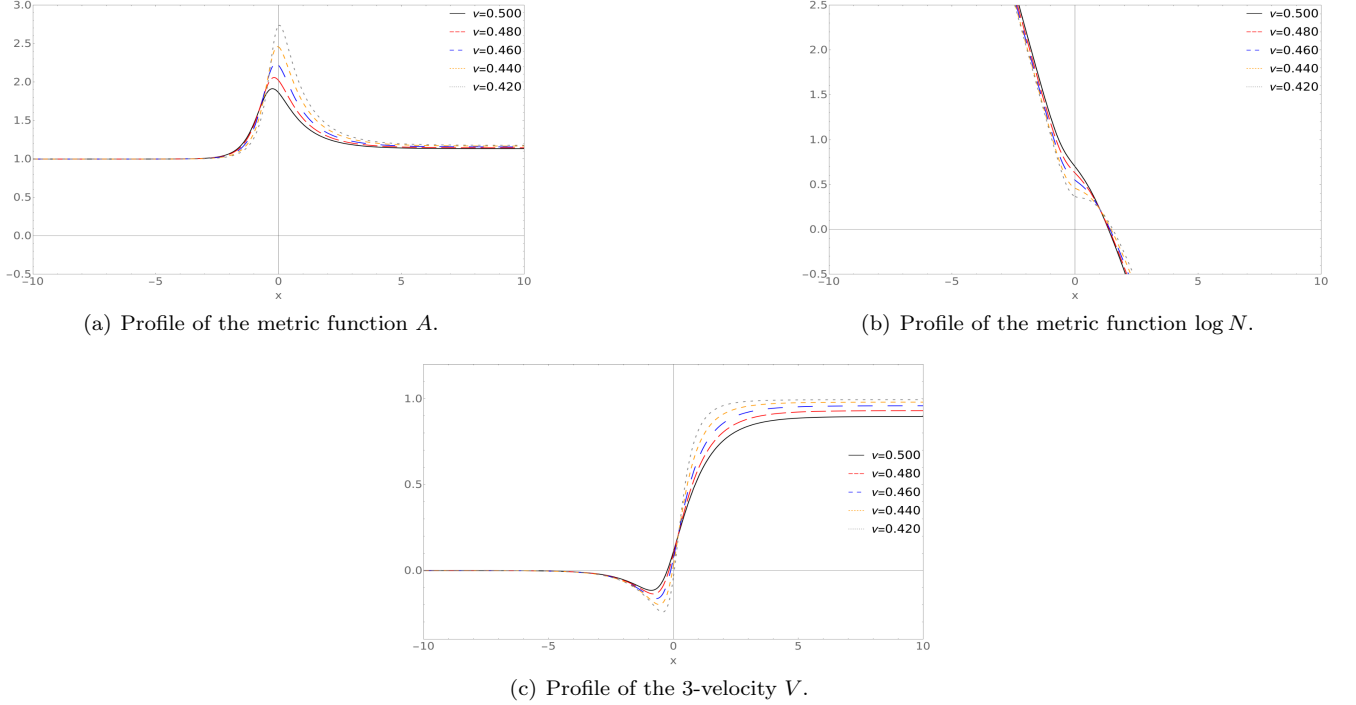 3.0
2.5
2.0
1.5
1.0
0.5
0.0
−0.5
−10
−5
0
5
10
x
v=0.500
v=0.480
v=0.460
v=0.440
v=0.420
(a) Profile of the metric function A.
2.5
2.0
1.5
1.0
0.5
0.0
−0.5
−10
−5
0
5
10
x
v=0.500
v=0.480
v=0.460
v=0.440
v=0.420
(b) Profile of the metric function log N.
1.0
0.5
0.0
−10
−5
0
5
10
x
v=0.500
v=0.480
v=0.460
v=0.440
v=0.420
(c) Profile of the 3-velocity V.